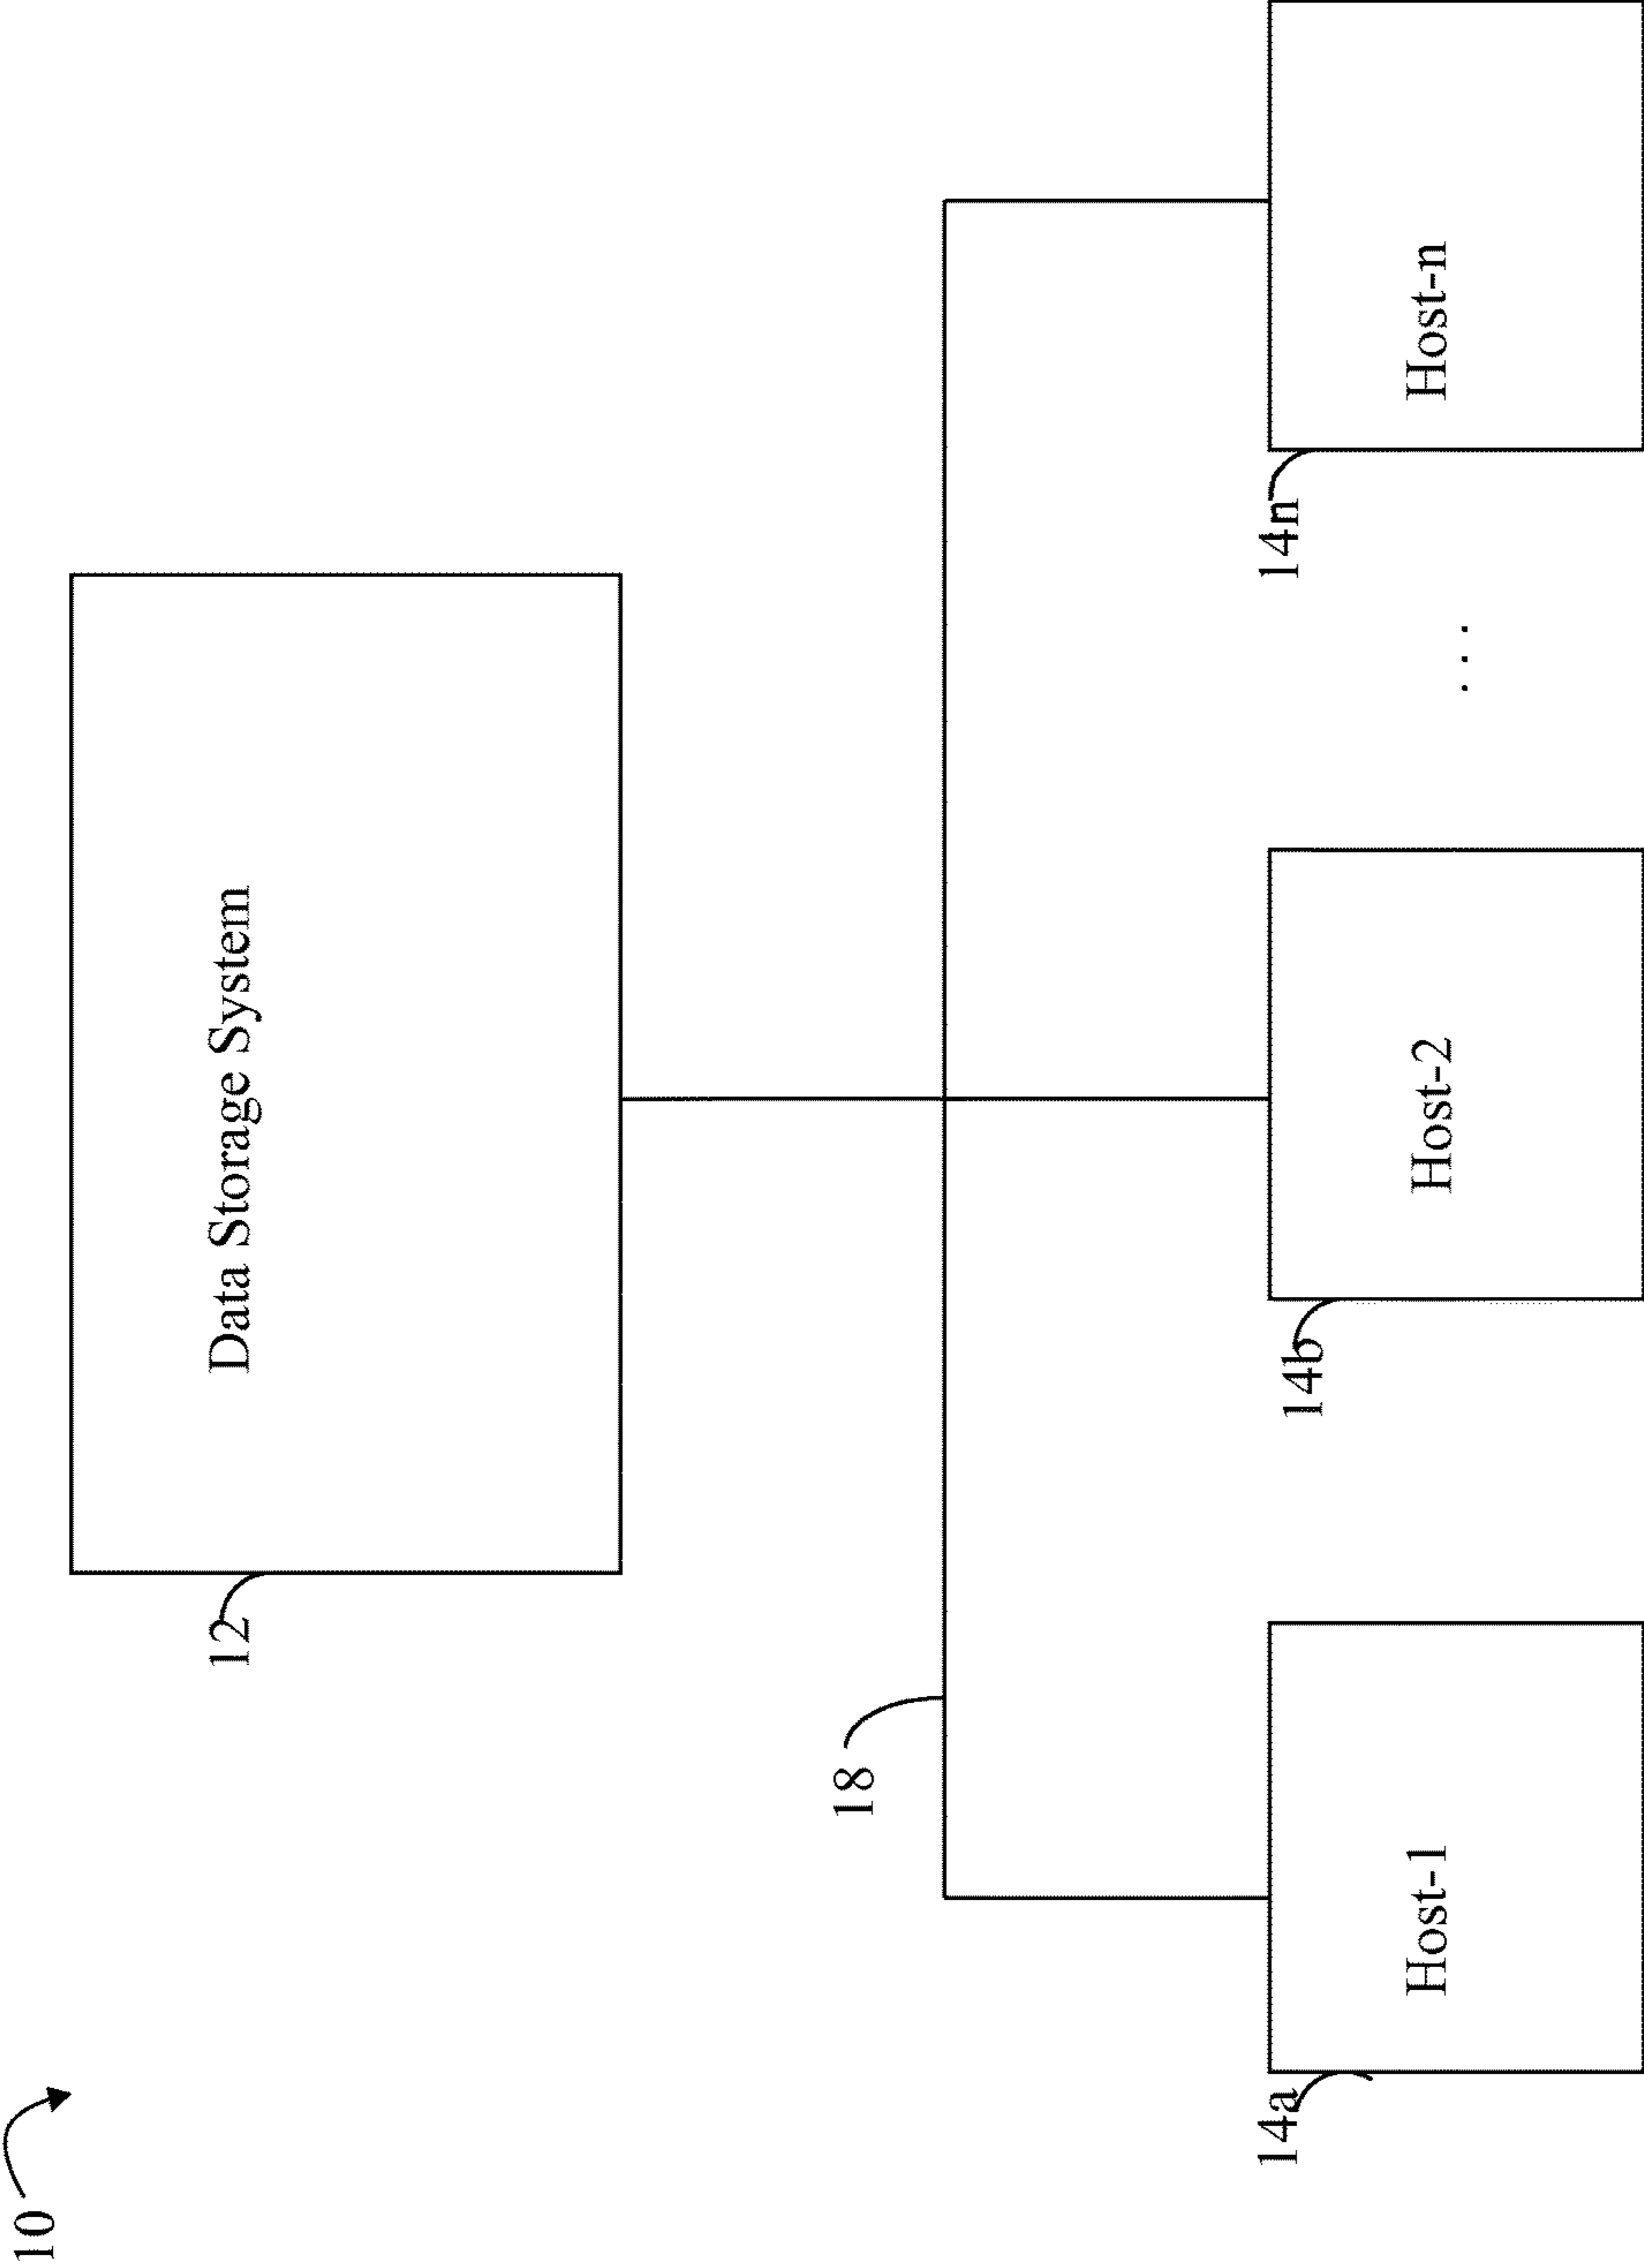 10
12
Data Storage System
18
14a
Host-1
14b
Host-2
. . .
14n
Host-n